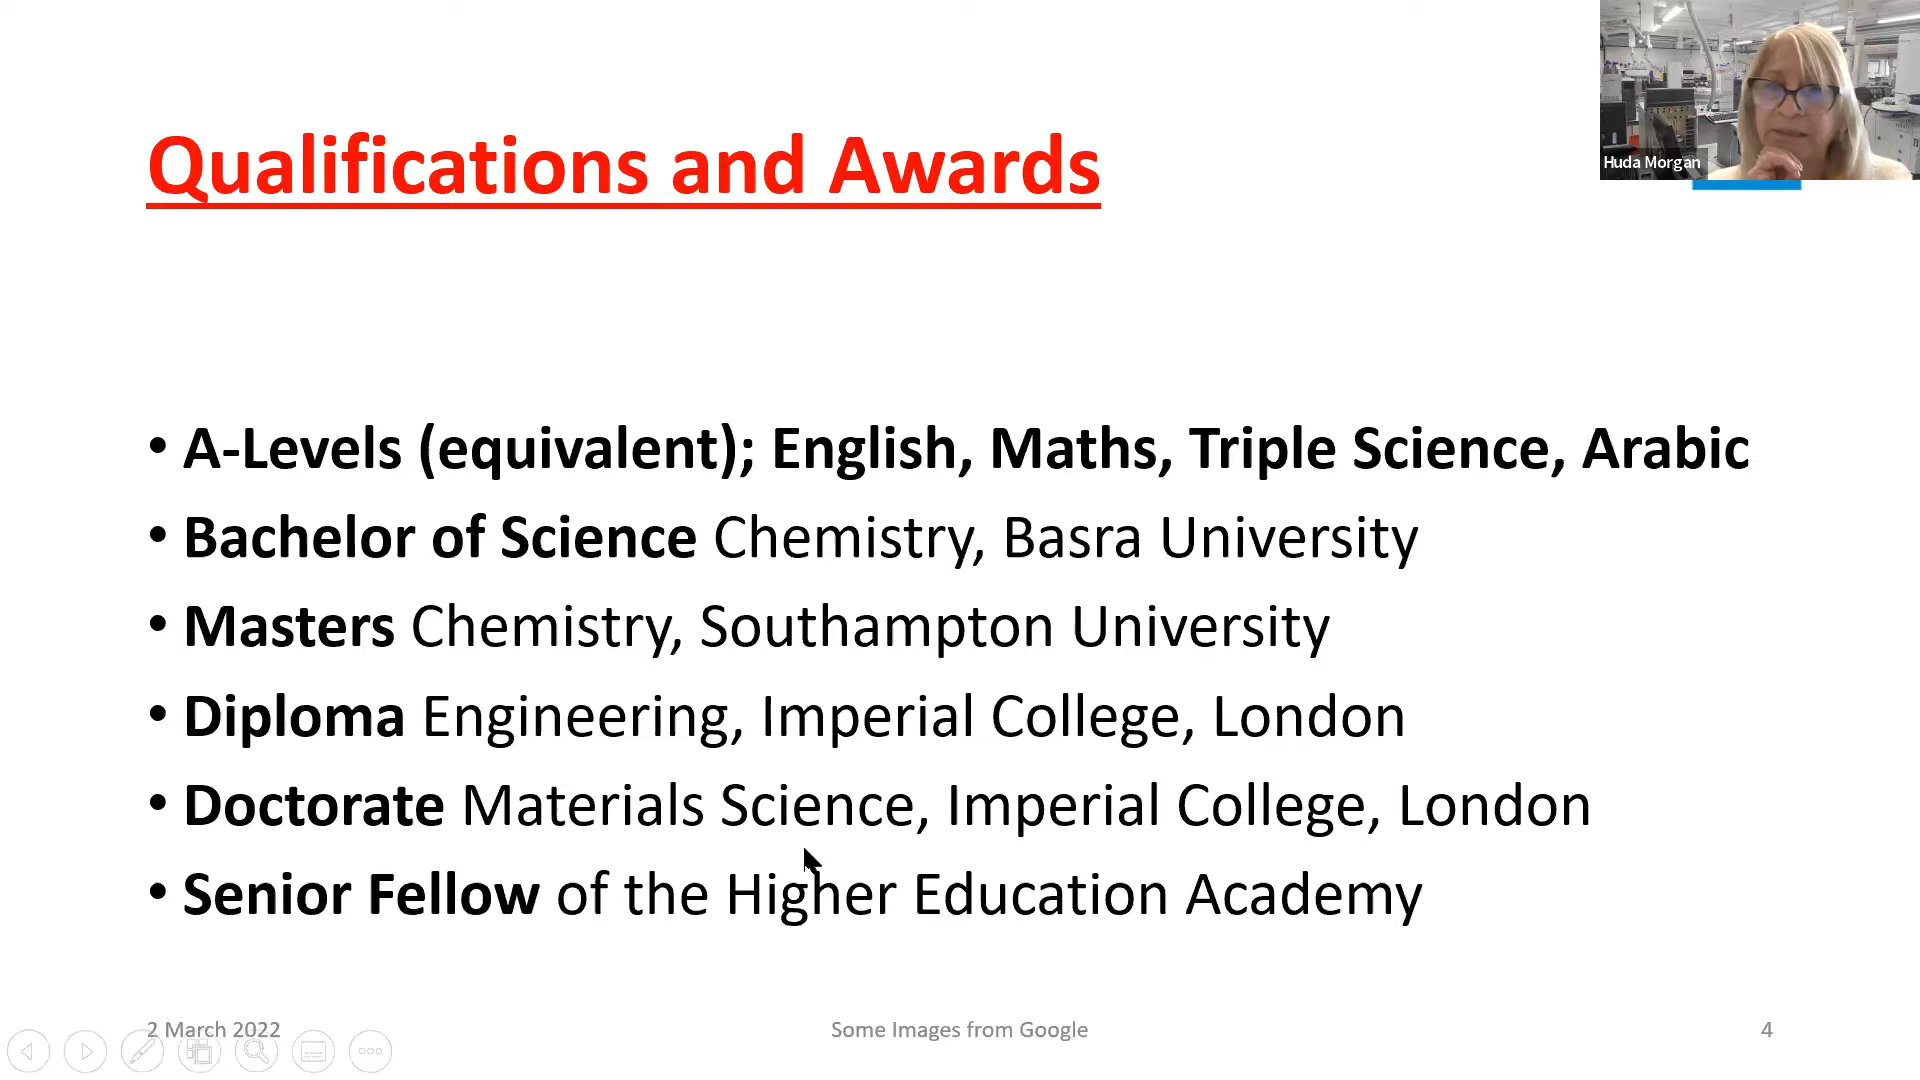 Qualifications and Awards
Huda Morgan
• A-Levels (equivalent); English, Maths, Triple Science, Arabic
• Bachelor of Science Chemistry, Basra University
• Masters Chemistry, Southampton University
• Diploma Engineering, Imperial College, London
• Doctorate Materials Science, Imperial College, London
• Senior Fellow of the Higher Education Academy
2 March 2022
Some Images from Google
4